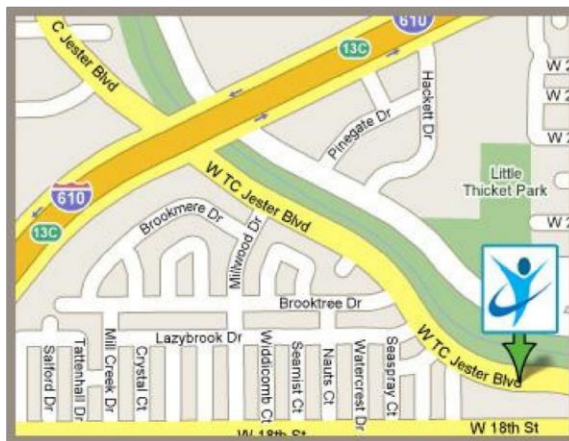 C Jester Blvd
610
13C
W 2
Hackett Dr
W 2
Pinegate Dr
Little
Thicket Park
W TC Jester Blvd
610
13C
Brookmere Dr
Millwood Dr
W 2
Brooktree Dr
Lazybrook Dr
W TC Jester Blvd
Salford Dr
Tattenhall Dr
Mill Creek Dr
Crystal Ct
Widdicomb Ct
Seamist Ct
Nauts Ct
Watercrest Dr
Seaspray Ct
W 18th St
W 18th St